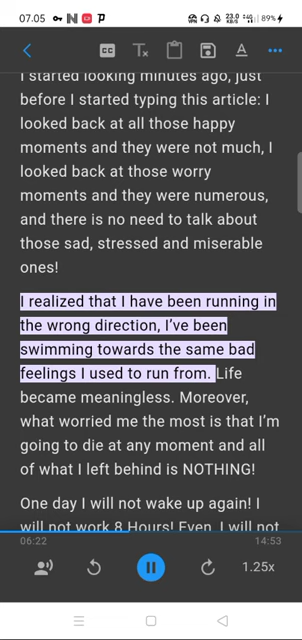 07.05
23.0
KB/S
4G
89%
CC
I started looking minutes ago, just
before I started typing this article: I
looked back at all those happy
moments and they were not much, I
looked back at those worry
moments and they were numerous,
and there is no need to talk about
those sad, stressed and miserable
ones!
I realized that I have been running in
the wrong direction, I've been
swimming towards the same bad
feelings I used to run from. Life
became meaningless. Moreover,
what worried me the most is that I'm
going to die at any moment and all
of what I left behind is NOTHING!
One day I will not wake up again! I
will not work 8 Hours! Even, I will not
06:22
14:53
1.25x